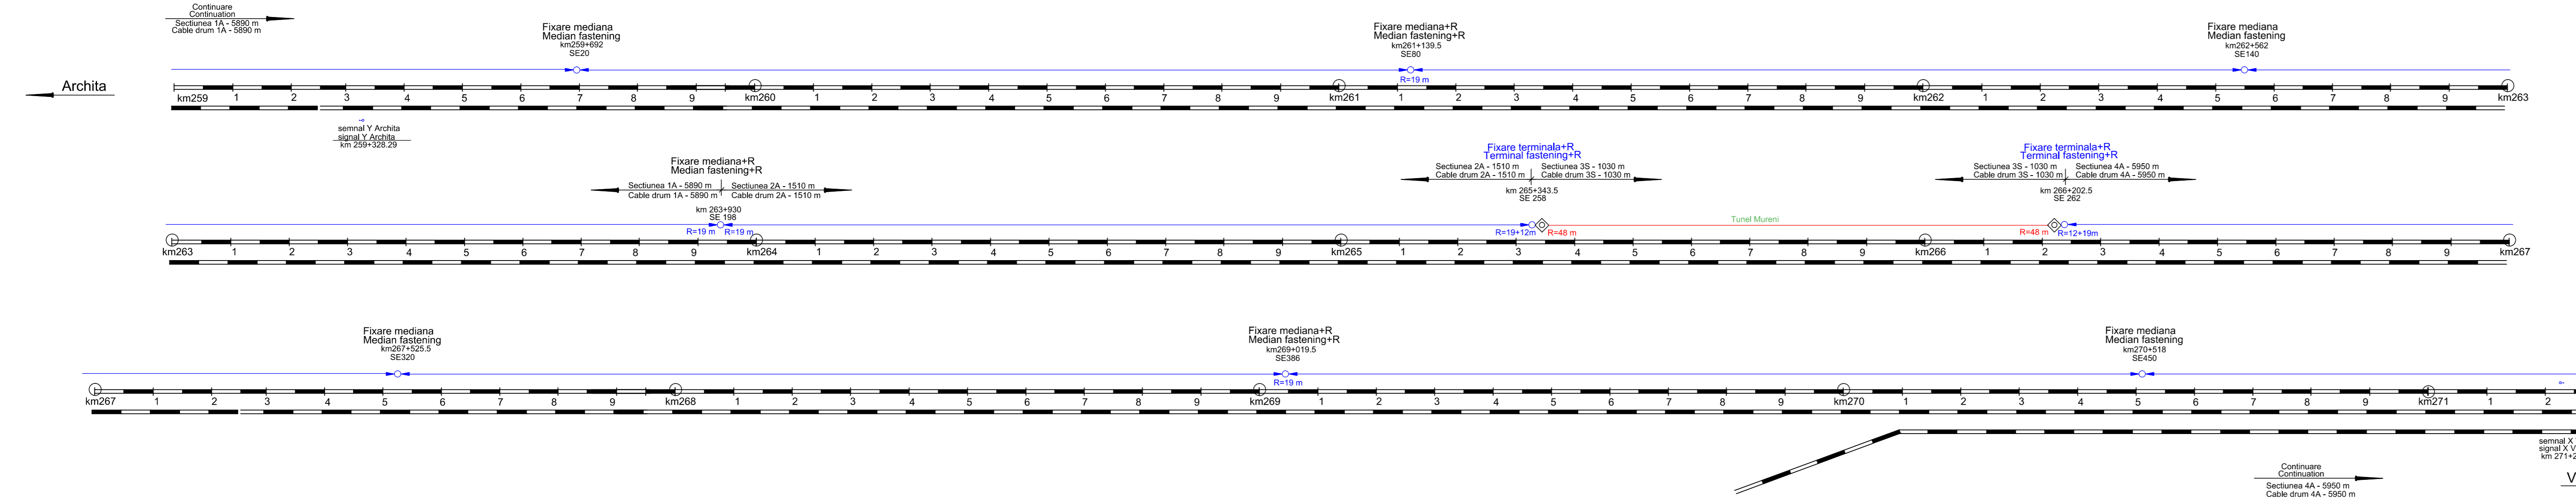 Continuare
Continuation
Sectiunea 1A - 5890 m
Cable drum 1A - 5890 m
Archita
Fixare mediana
Median fastening
km259+692
SE20
Fixare mediana+R
Median fastening+R
km261+139.5
SE80
R=19 m
Fixare mediana
Median fastening
km262+562
SE140
km259 1 2 3 4 5 6 7 8 9 km260 1 2 3 4 5 6 7 8 9 km261 1 2 3 4 5 6 7 8 9 km262 1 2 3 4 5 6 7 8 9 km263
semnal Y Archita
signal Y Archita
km 259+328.29
Fixare mediana+R
Median fastening+R
Sectiunea 1A - 5890 m Sectiunea 2A - 1510 m
Cable drum 1A - 5890 m Cable drum 2A - 1510 m
km 263+930
SE 198
R=19 m R=19 m
Fixare terminala+R
Terminal fastening+R
Sectiunea 2A - 1510 m Sectiunea 3S - 1030 m
Cable drum 2A - 1510 m Cable drum 3S - 1030 m
km 265+343.5
SE 258
R=19+12m R=48 m
Tunel Mureni
Fixare terminala+R
Terminal fastening+R
Sectiunea 3S - 1030 m Sectiunea 4A - 5950 m
Cable drum 3S - 1030 m Cable drum 4A - 5950 m
km 266+202.5
SE 262
R=48 m R=12+19m
km263 1 2 3 4 5 6 7 8 9 km264 1 2 3 4 5 6 7 8 9 km265 1 2 3 4 5 6 7 8 9 km266 1 2 3 4 5 6 7 8 9 km267
Fixare mediana
Median fastening
km267+525.5
SE320
Fixare mediana+R
Median fastening+R
km269+019.5
SE386
R=19 m
Fixare mediana
Median fastening
km270+518
SE450
km267 1 2 3 4 5 6 7 8 9 km268 1 2 3 4 5 6 7 8 9 km269 1 2 3 4 5 6 7 8 9 km270 1 2 3 4 5 6 7 8 9 km271 1 2
semnal X
signal X V
km 271+2
Continuare
Continuation
Sectiunea 4A - 5950 m
Cable drum 4A - 5950 m
V